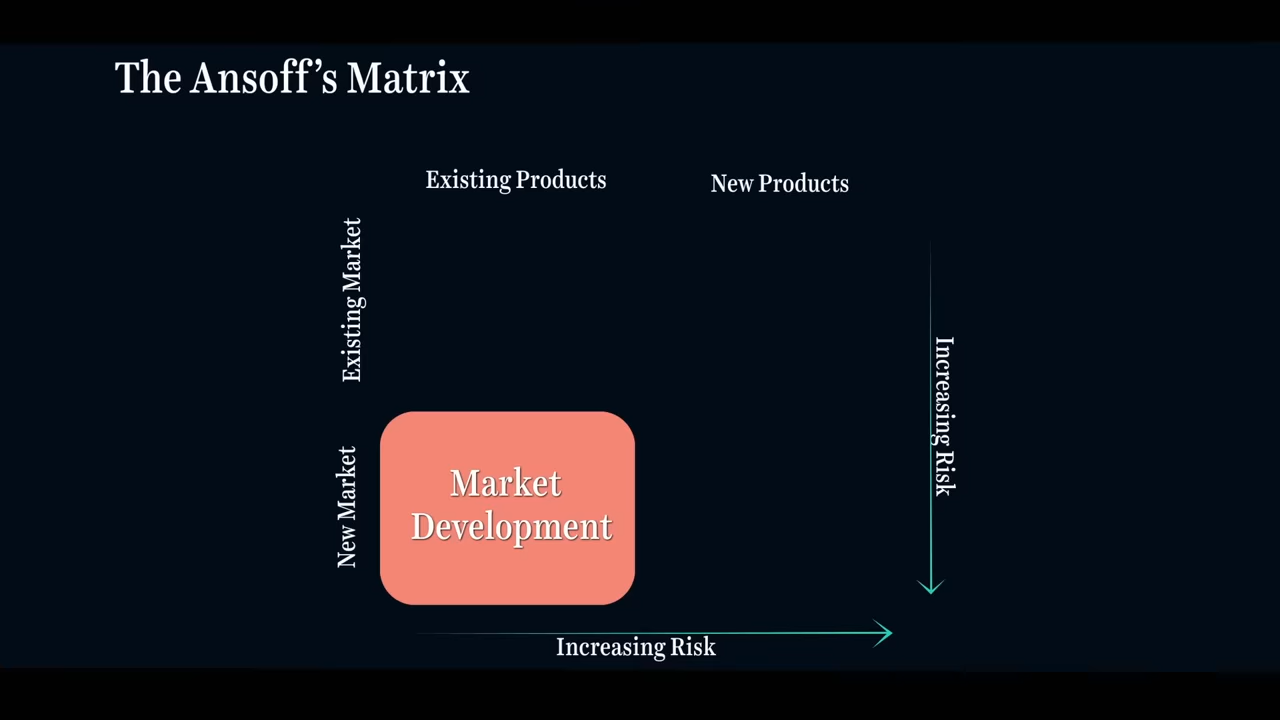 The Ansoff’s Matrix
Existing Products
New Products
Existing Market
Increasing Risk
New Market
Market
Development
Increasing Risk